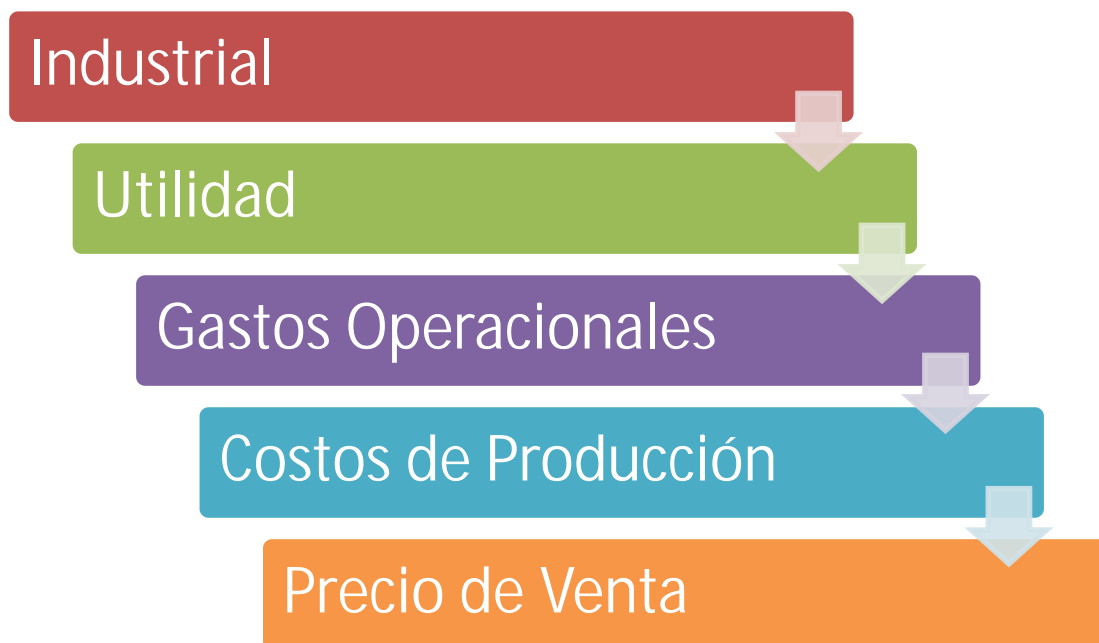 Industrial
Utilidad
Gastos Operacionales
Costos de Producción
Precio de Venta